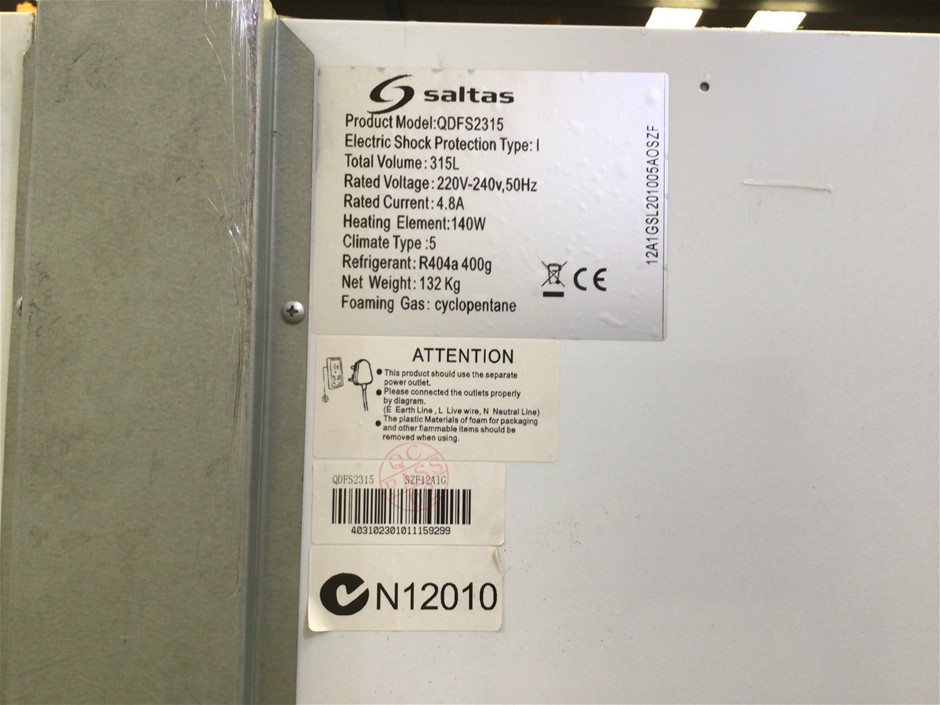 saltas
Product Model:QDFS2315
Electric Shock Protection Type: I
Total Volume: 315L
Rated Voltage: 220V-240v,50Hz
Rated Current: 4.8A
Heating Element:140W
Climate Type :5
Refrigerant: R404a 400g
Net Weight: 132 Kg
Foaming Gas: cyclopentane
CE
12A1GSL201005AOSZF
ATTENTION
This product should use the separate
power outlet.
Please connected the outlets properly
by diagram.
(E Earth Line , L Live wire, N Neutral Line)
The plastic Materials of foam for packaging
and other flammable items should be
removed when using.
QC
PASS
QDFS2315 SZF12A1G
403102301011159299
N12010